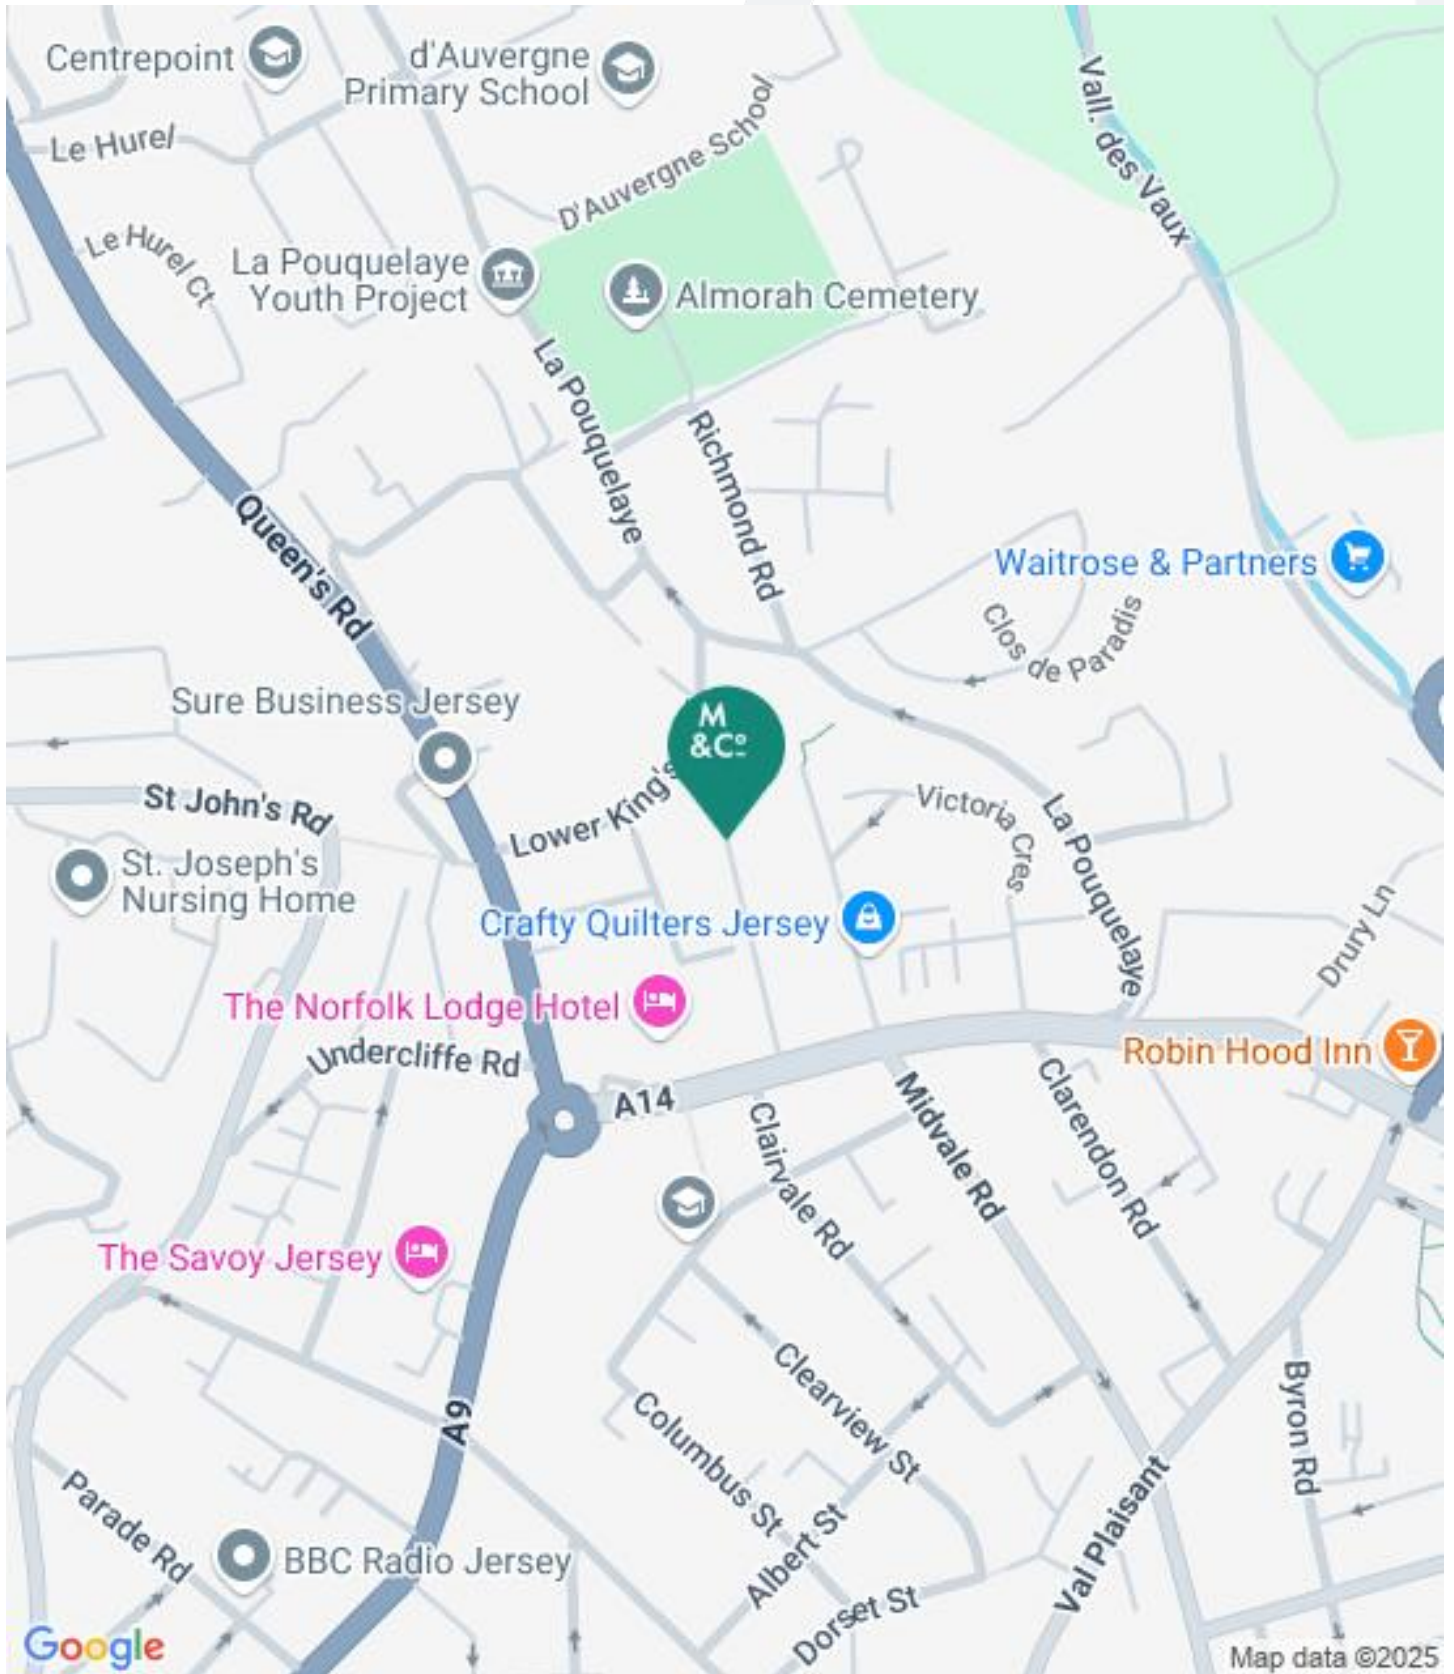 Centrepoint
d'Auvergne
Primary School
Le Hurel
D'Auvergne School
Vall. des Vaux
Le Hurel Ct
La Pouquelaye
Youth Project
Almorah Cemetery
La Pouquelaye
Richmond Rd
Queen's Rd
Waitrose & Partners
Clos de Paradis
Sure Business Jersey
M
&Co
St John's Rd
Lower King's
Victoria Cres
La Pouquelaye
St. Joseph's
Nursing Home
Crafty Quilters Jersey
Drury Ln
The Norfolk Lodge Hotel
Undercliffe Rd
Robin Hood Inn
A14
Clairvale Rd
Midvale Rd
Clarendon Rd
The Savoy Jersey
A9
Clearview St
Columbus St
Byron Rd
Parade Rd
Albert St
Val Plaisant
BBC Radio Jersey
Dorset St
Google
Map data ©2025